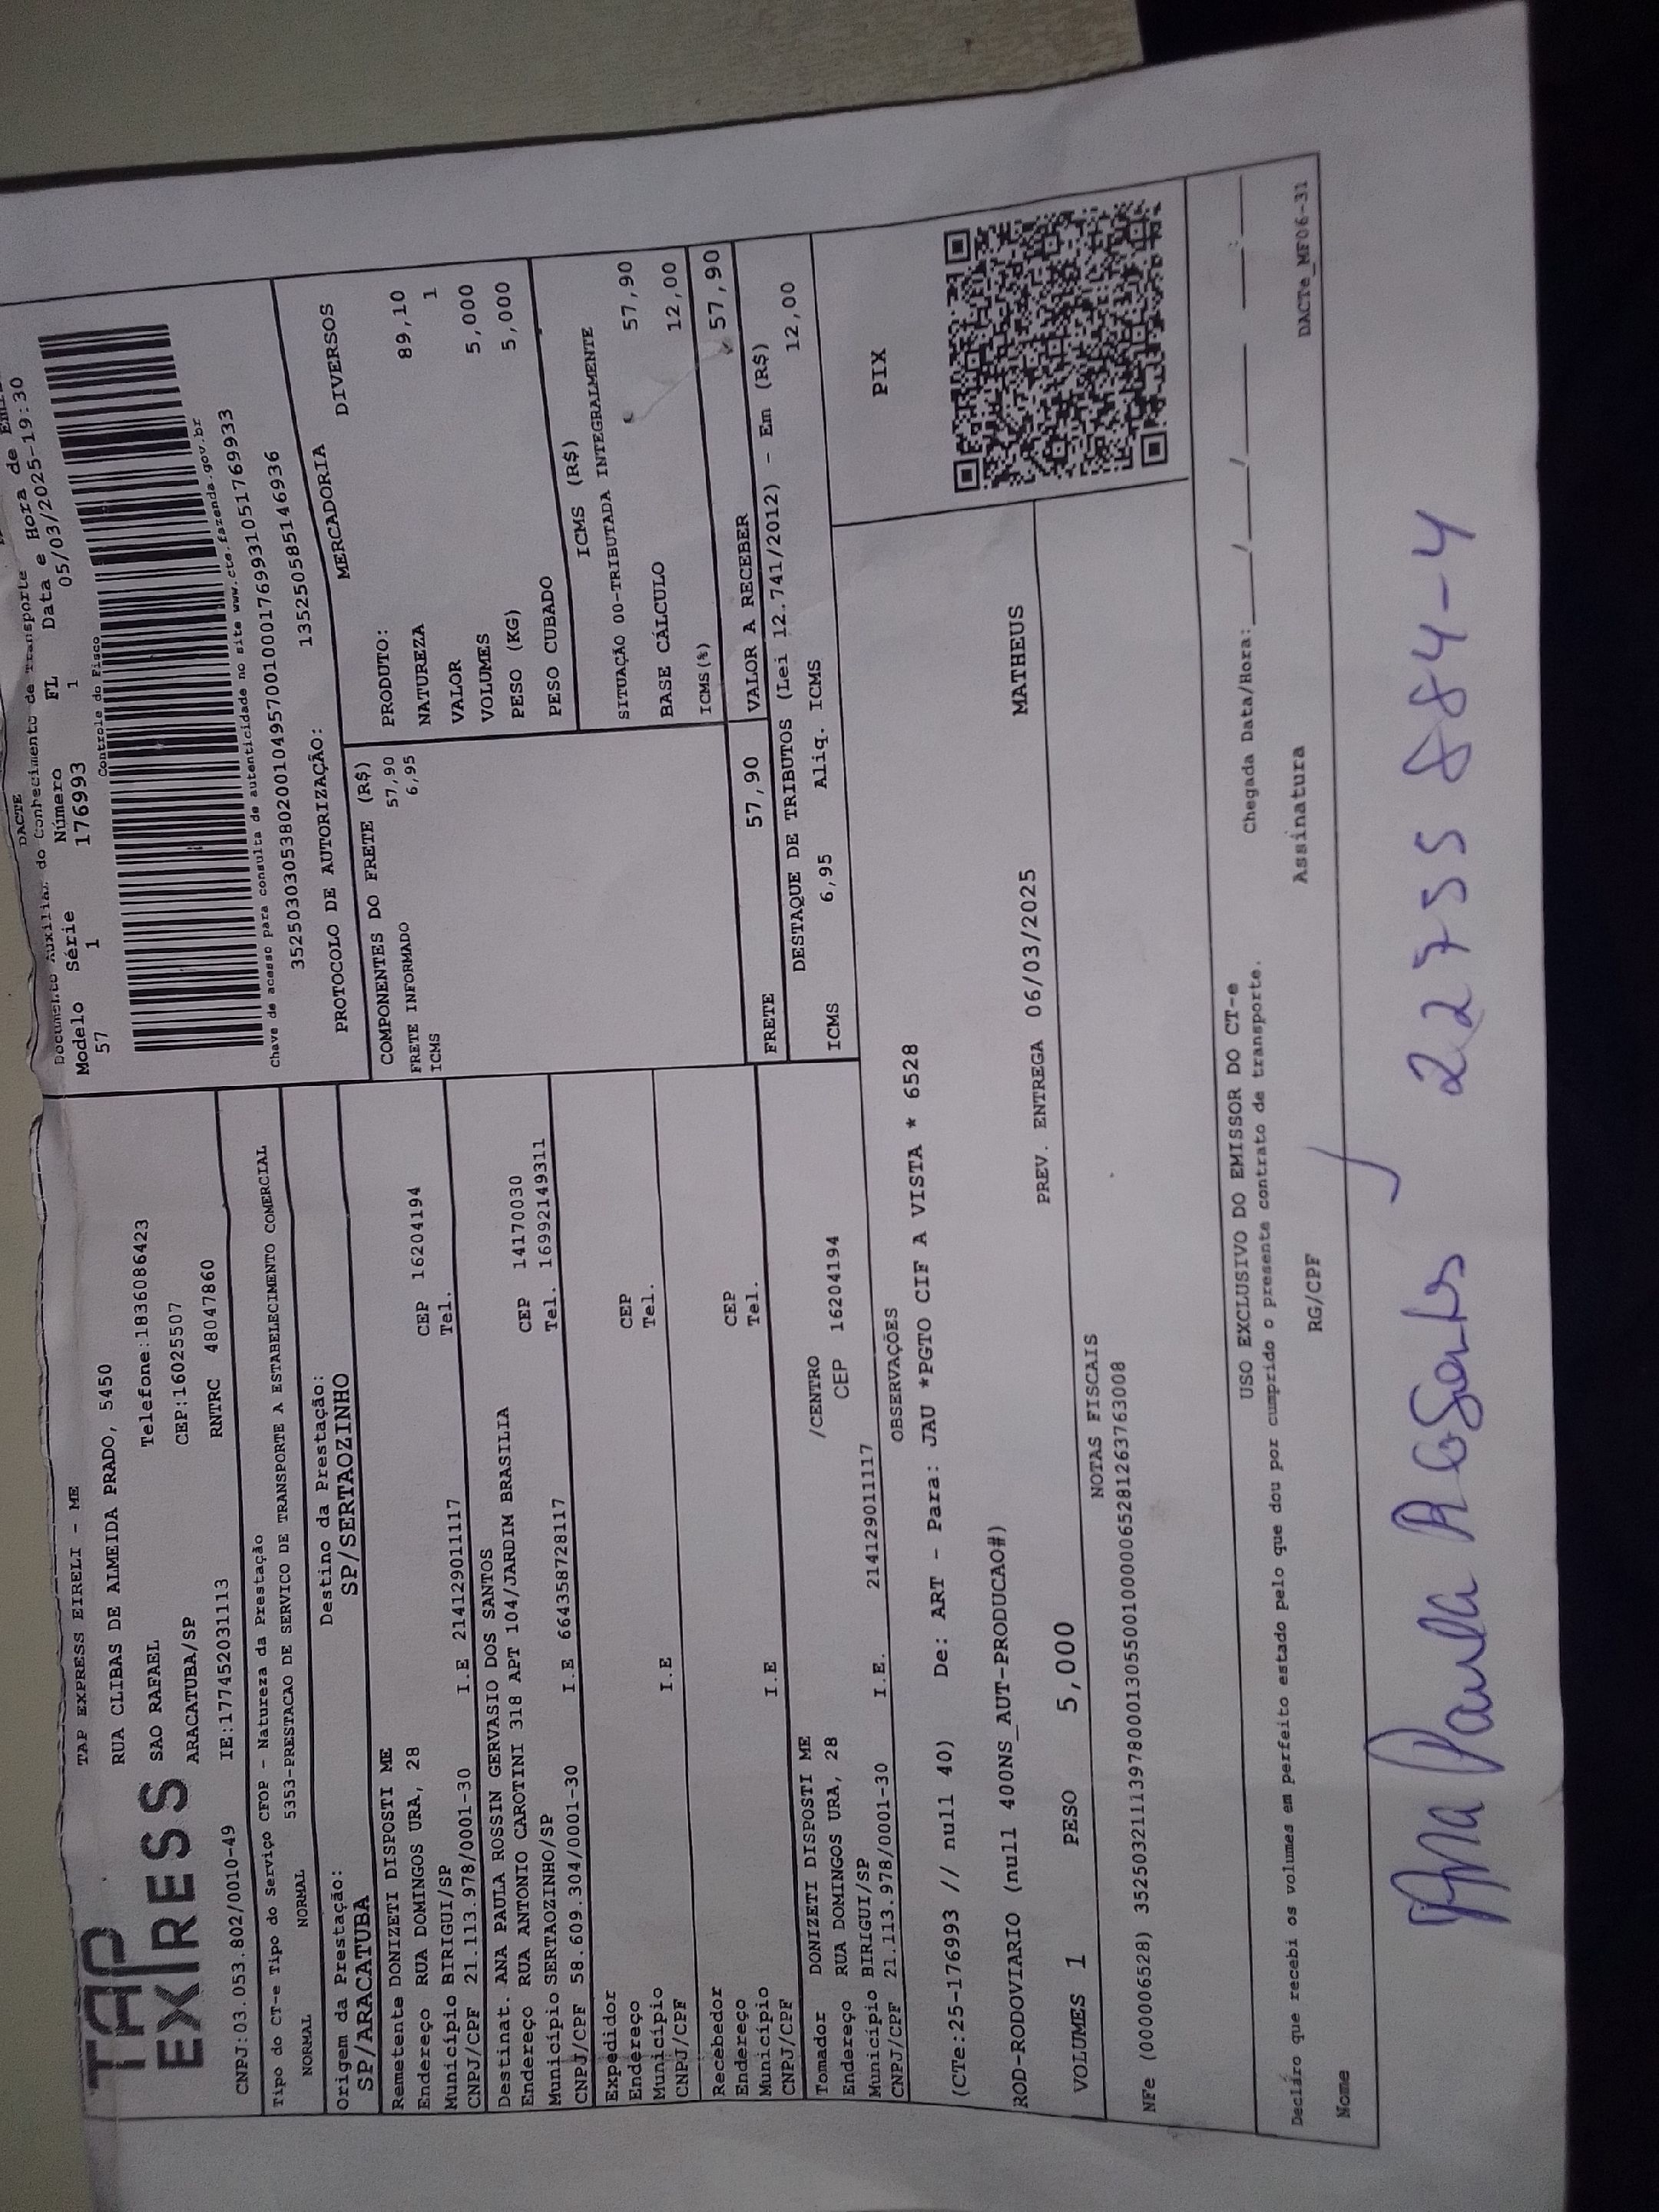 TAP
EXPRESS
TAP EXPRESS EIRELI - ME
RUA CLIBAS DE ALMEIDA PRADO, 5450
SAO RAFAEL Telefone:1836086423
ARACATUBA/SP CEP:16025507
CNPJ:03.053.802/0010-49 IE:177452031113 RNTRC 48047860
DACTE
Documento Auxiliar do Conhecimento de Transporte
Modelo Série Número FL Data e Hora de
57 1 176993 1 05/03/2025-19:30
Controle do Fisco
Chave de acesso para consulta de autenticidade no site www.cte.fazenda.gov.br
35250303053802001049570010001769931051769933
PROTOCOLO DE AUTORIZAÇÃO: 135250585146936
Tipo do CT-e Tipo do Serviço CFOP - Natureza da Prestação
NORMAL NORMAL 5353-PRESTACAO DE SERVICO DE TRANSPORTE A ESTABELECIMENTO COMERCIAL
Origem da Prestação: Destino da Prestação:
SP/ARACATUBA SP/SERTAOZINHO
Remetente DONIZETI DISPOSTI ME
Endereço RUA DOMINGOS URA, 28 CEP 16204194
Município BIRIGUI/SP Tel.
CNPJ/CPF 21.113.978/0001-30 I.E 214129011117
Destinat. ANA PAULA ROSSIN GERVASIO DOS SANTOS
Endereço RUA ANTONIO CAROTINI 318 APT 104/JARDIM BRASILIA CEP 14170030
Município SERTAOZINHO/SP Tel. 16992149311
CNPJ/CPF 58.609.304/0001-30 I.E 664358728117
Expedidor
Endereço CEP
Município Tel.
CNPJ/CPF I.E
Recebedor
Endereço CEP
Município Tel.
CNPJ/CPF I.E
Tomador DONIZETI DISPOSTI ME
Endereço RUA DOMINGOS URA, 28 /CENTRO
Município BIRIGUI/SP CEP 16204194
CNPJ/CPF 21.113.978/0001-30 I.E. 214129011117
COMPONENTES DO FRETE (R$)
FRETE INFORMADO 57,90
ICMS 6,95
MERCADORIA
PRODUTO: DIVERSOS
NATUREZA
VALOR 89,10
VOLUMES 1
PESO (KG) 5,000
PESO CUBADO 5,000
ICMS (R$)
SITUAÇÃO 00-TRIBUTADA INTEGRALMENTE
BASE CÁLCULO 57,90
ICMS(%) 12,00
FRETE 57,90 VALOR A RECEBER 57,90
DESTAQUE DE TRIBUTOS (Lei 12.741/2012) - Em (R$)
ICMS 6,95 Aliq. ICMS 12,00
OBSERVAÇÕES
(CTe:25-176993 // null 40) De: ART - Para: JAU *PGTO CIF A VISTA * 6528
ROD-RODOVIARIO (null 400NS_AUT-PRODUCAO#) MATHEUS
PREV. ENTREGA 06/03/2025
VOLUMES 1 PESO 5,000
PIX
NOTAS FISCAIS
NFe (000006528) 35250321113978000130550010000065281263763008
USO EXCLUSIVO DO EMISSOR DO CT-e
Declaro que recebi os volumes em perfeito estado pelo que dou por cumprido o presente contrato de transporte.
Chegada Data/Hora:____/____/____ ___:___
Nome RG/CPF Assinatura
DACTe_MF06-31
Ana Paula R G Santos 22755884-4